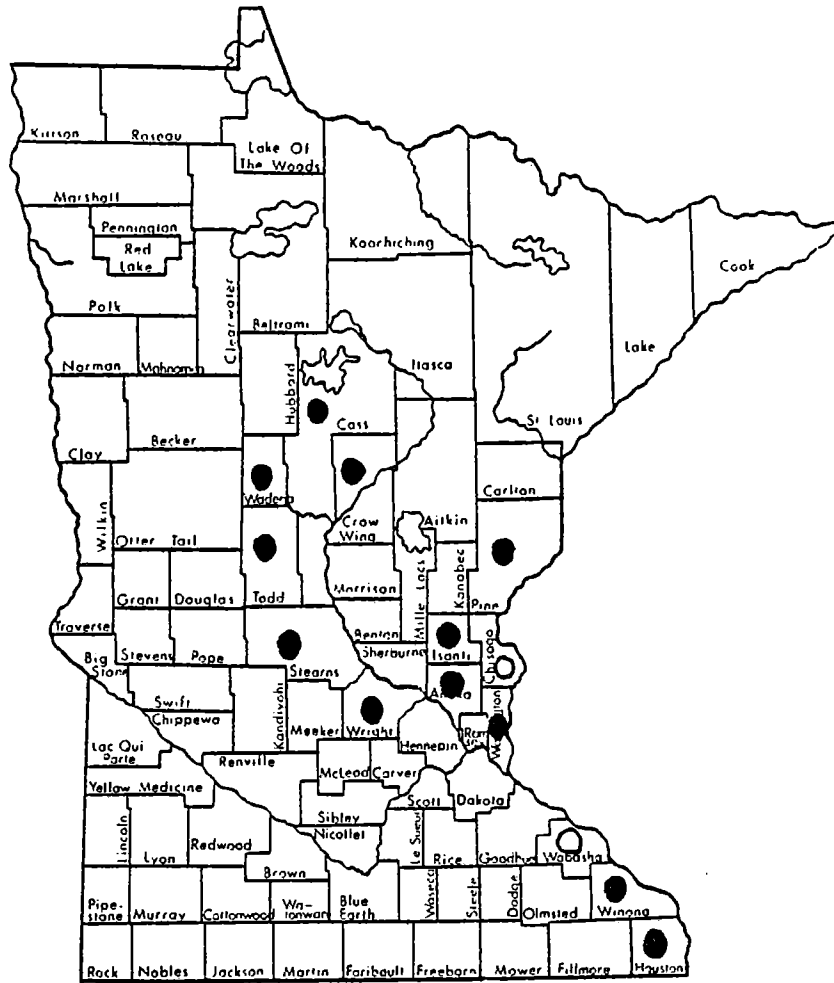 Kittson
Roseau
Lake Of
The Woods
Marshall
Koochiching
Pennington
Red
Lake
Cook
Polk
Clearwater
Beltrami
Lake
Norman
Mahnomen
Itasca
Hubbard
Cass
St. Louis
Clay
Becker
Wadena
Carlton
Wilkin
Otter Tail
Crow
Wing
Aitkin
Grant
Douglas
Todd
Morrison
Mille Lacs
Kanabec
Pine
Traverse
Benton
Big
Stone
Stevens
Pope
Stearns
Sherburne
Isanti
Chisago
Swift
Anoka
Chippewa
Kandiyohi
Meeker
Wright
Washington
Lac Qui
Parle
Renville
Hennepin
McLeod
Carver
Yellow Medicine
Scott
Dakota
Sibley
Nicollet
Lincoln
Lyon
Redwood
Le Sueur
Rice
Goodhue
Wabasha
Brown
Pipe-
stone
Murray
Cottonwood
Wa-
tonwan
Blue
Earth
Waseca
Steele
Dodge
Olmsted
Winona
Rock
Nobles
Jackson
Martin
Faribault
Freeborn
Mower
Fillmore
Houston